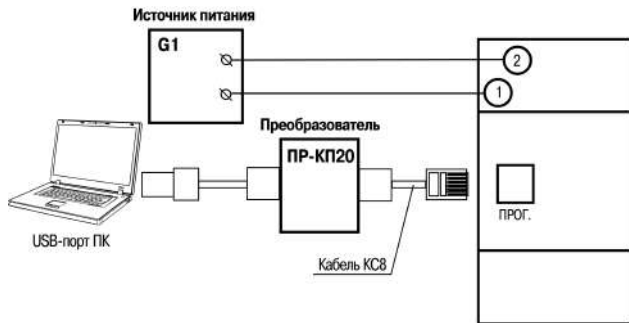 Источник питания
G1
2
1
Преобразователь
ПР-КП20
ПРОГ.
USB-порт ПК
Кабель КС8